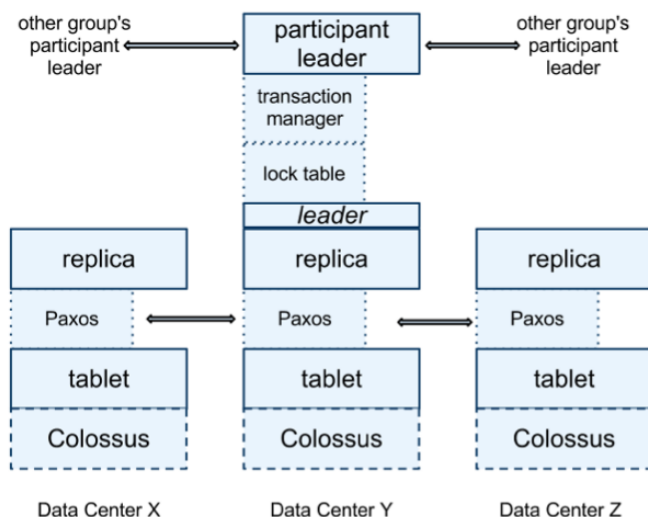 other group's
participant
leader
participant
leader
other group's
participant
leader
transaction
manager
lock table
leader
replica
replica
replica
Paxos
Paxos
Paxos
tablet
tablet
tablet
Colossus
Colossus
Colossus
Data Center X
Data Center Y
Data Center Z